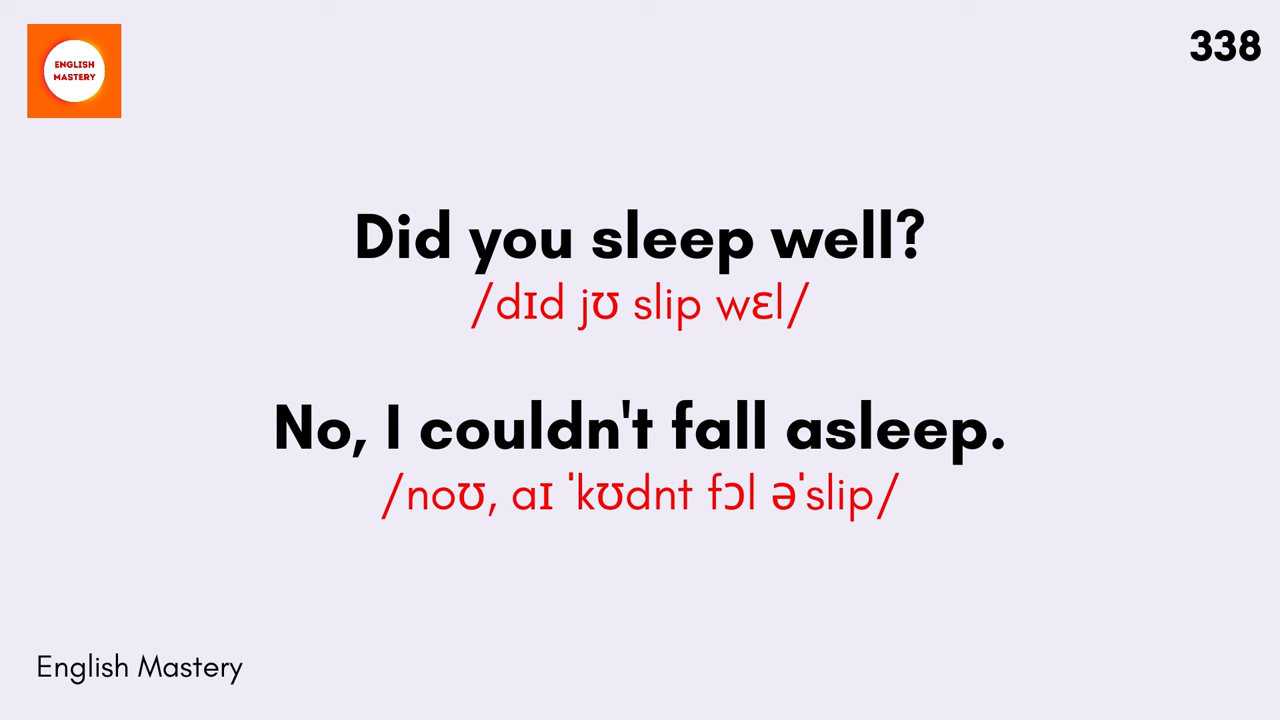 ENGLISH
MASTERY
338
Did you sleep well?
/dɪd jʊ slip wɛl/
No, I couldn't fall asleep.
/noʊ, aɪ ˈkʊdnt fɔl əˈslip/
English Mastery